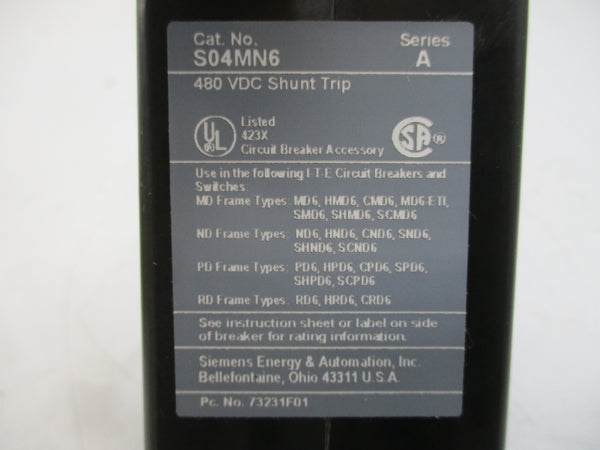 Cat. No. Series
S04MN6 A
480 VDC Shunt Trip
UL ® Listed
423X
Circuit Breaker Accessory
SA ®
Use in the following I-T-E Circuit Breakers and
Switches:
MD Frame Types: MD6, HMD6, CMD6, MD6-ETI,
SMD6, SHMD6, SCMD6
ND Frame Types: ND6, HND6, CND6, SND6,
SHND6, SCND6
PD Frame Types: PD6, HPD6, CPD6, SPD6,
SHPD6, SCPD6
RD Frame Types: RD6, HRD6, CRD6
See instruction sheet or label on side
of breaker for rating information.
Siemens Energy & Automation, Inc.
Bellefontaine, Ohio 43311 U.S.A.
Pc. No. 73231F01